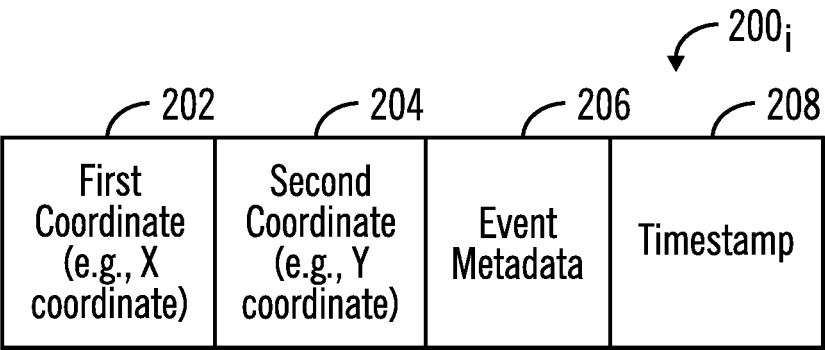 200i
202 204 206 208
First
Coordinate
(e.g., X
coordinate)
Second
Coordinate
(e.g., Y
coordinate)
Event
Metadata
Timestamp